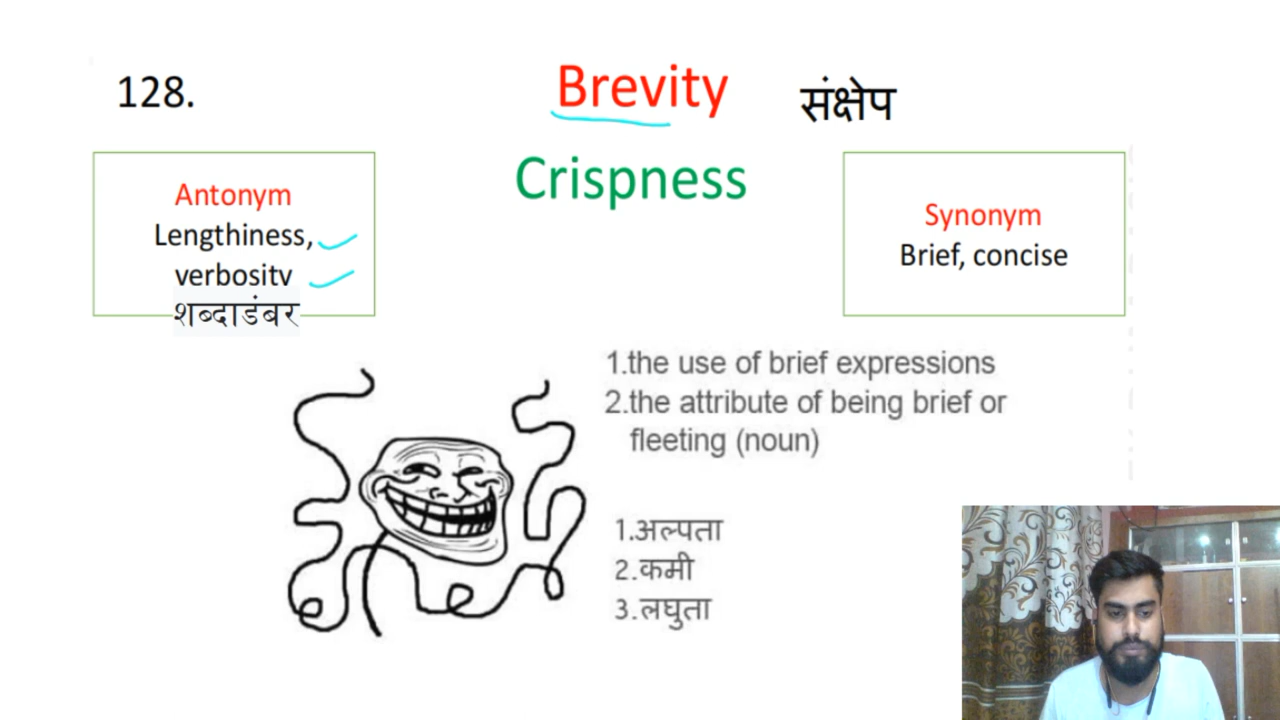 128.
Brevity संक्षेप
Crispness
Antonym
Lengthiness,
verbosity
शब्दाडंबर
Synonym
Brief, concise
1.the use of brief expressions
2.the attribute of being brief or
fleeting (noun)
1.अल्पता
2.कमी
3.लघुता